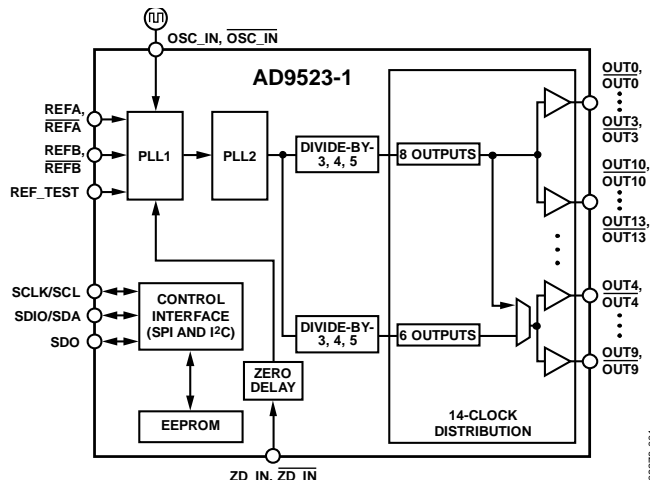 OSC_IN, OSC_IN
AD9523-1
REFA,
REFA
REFB,
REFB
REF_TEST
PLL1
PLL2
DIVIDE-BY-
3, 4, 5
8 OUTPUTS
OUT0,
OUT0
OUT3,
OUT3
OUT10,
OUT10
OUT13,
OUT13
SCLK/SCL
SDIO/SDA
SDO
CONTROL
INTERFACE
(SPI AND I²C)
EEPROM
ZERO
DELAY
DIVIDE-BY-
3, 4, 5
6 OUTPUTS
OUT4,
OUT4
OUT9,
OUT9
14-CLOCK
DISTRIBUTION
ZD_IN, ZD_IN